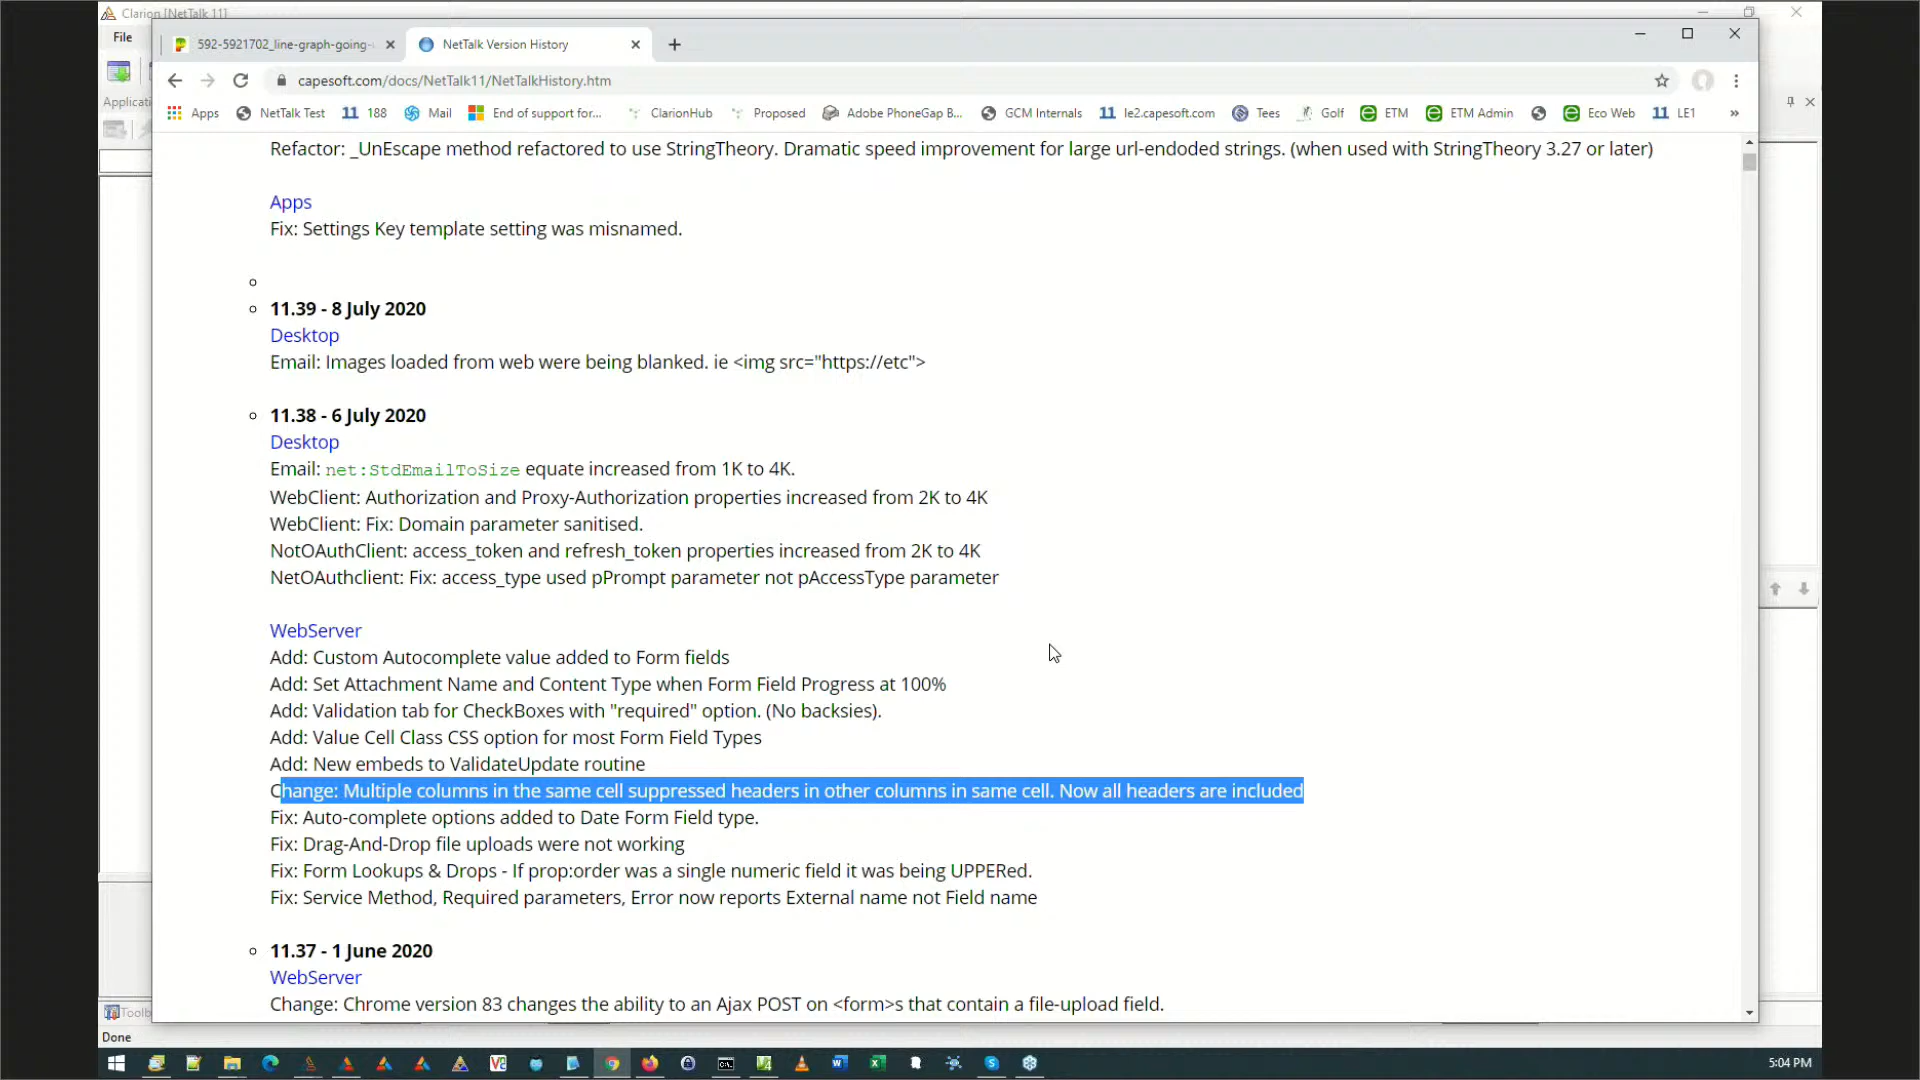 Clarion [NetTalk 11]
File
592-5921702_line-graph-going-
NetTalk Version History
capesoft.com/docs/NetTalk11/NetTalkHistory.htm
Applicati
Apps
NetTalk Test
11 188
Mail
End of support for...
ClarionHub
Proposed
Adobe PhoneGap B...
GCM Internals
11 le2.capesoft.com
Tees
Golf
ETM
ETM Admin
Eco Web
11 LE1
»
Refactor: _UnEscape method refactored to use StringTheory. Dramatic speed improvement for large url-endoded strings. (when used with StringTheory 3.27 or later)
Apps
Fix: Settings Key template setting was misnamed.
11.39 - 8 July 2020
Desktop
Email: Images loaded from web were being blanked. ie <img src="https://etc">
11.38 - 6 July 2020
Desktop
Email: net:StdEmailToSize equate increased from 1K to 4K.
WebClient: Authorization and Proxy-Authorization properties increased from 2K to 4K
WebClient: Fix: Domain parameter sanitised.
NotOAuthClient: access_token and refresh_token properties increased from 2K to 4K
NetOAuthclient: Fix: access_type used pPrompt parameter not pAccessType parameter
WebServer
Add: Custom Autocomplete value added to Form fields
Add: Set Attachment Name and Content Type when Form Field Progress at 100%
Add: Validation tab for CheckBoxes with "required" option. (No backsies).
Add: Value Cell Class CSS option for most Form Field Types
Add: New embeds to ValidateUpdate routine
Change: Multiple columns in the same cell suppressed headers in other columns in same cell. Now all headers are included
Fix: Auto-complete options added to Date Form Field type.
Fix: Drag-And-Drop file uploads were not working
Fix: Form Lookups & Drops - If prop:order was a single numeric field it was being UPPERed.
Fix: Service Method, Required parameters, Error now reports External name not Field name
11.37 - 1 June 2020
WebServer
Change: Chrome version 83 changes the ability to an Ajax POST on <form>s that contain a file-upload field.
Toolb
Done
5:04 PM